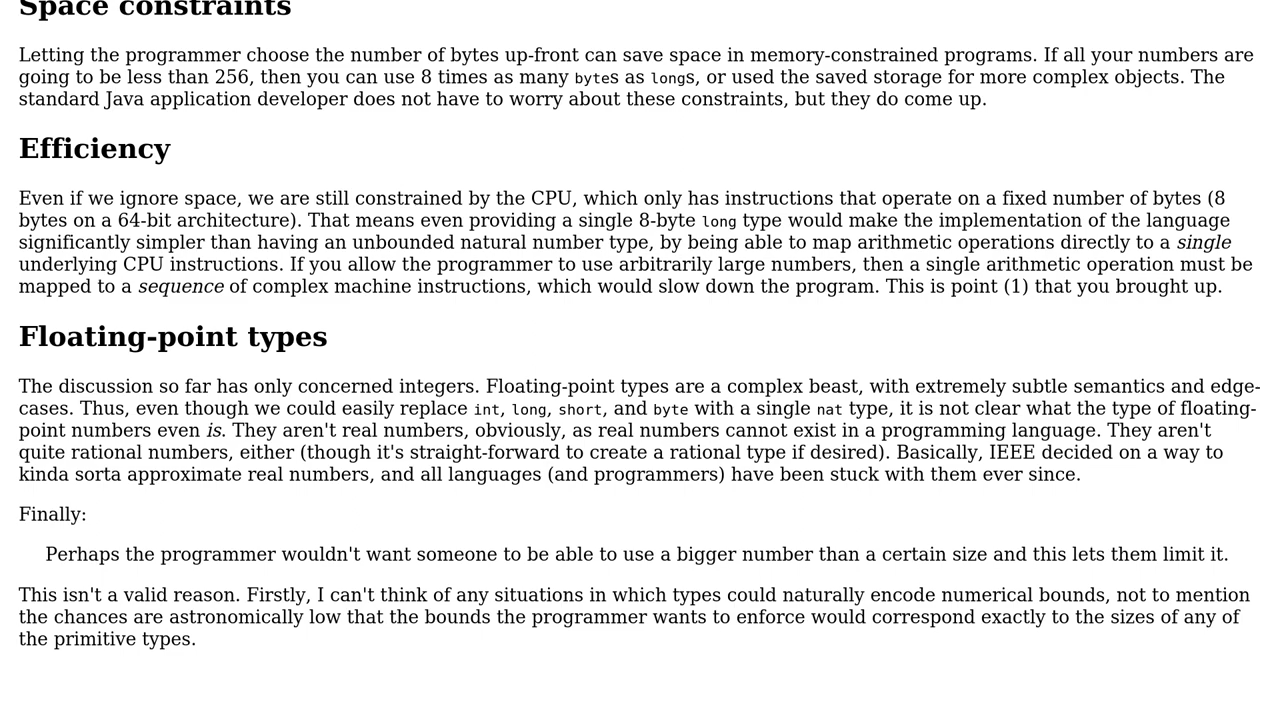 Space constraints
Letting the programmer choose the number of bytes up-front can save space in memory-constrained programs. If all your numbers are
going to be less than 256, then you can use 8 times as many bytes as longs, or used the saved storage for more complex objects. The
standard Java application developer does not have to worry about these constraints, but they do come up.
Efficiency
Even if we ignore space, we are still constrained by the CPU, which only has instructions that operate on a fixed number of bytes (8
bytes on a 64-bit architecture). That means even providing a single 8-byte long type would make the implementation of the language
significantly simpler than having an unbounded natural number type, by being able to map arithmetic operations directly to a single
underlying CPU instructions. If you allow the programmer to use arbitrarily large numbers, then a single arithmetic operation must be
mapped to a sequence of complex machine instructions, which would slow down the program. This is point (1) that you brought up.
Floating-point types
The discussion so far has only concerned integers. Floating-point types are a complex beast, with extremely subtle semantics and edge-
cases. Thus, even though we could easily replace int, long, short, and byte with a single nat type, it is not clear what the type of floating-
point numbers even is. They aren't real numbers, obviously, as real numbers cannot exist in a programming language. They aren't
quite rational numbers, either (though it's straight-forward to create a rational type if desired). Basically, IEEE decided on a way to
kinda sorta approximate real numbers, and all languages (and programmers) have been stuck with them ever since.
Finally:
Perhaps the programmer wouldn't want someone to be able to use a bigger number than a certain size and this lets them limit it.
This isn't a valid reason. Firstly, I can't think of any situations in which types could naturally encode numerical bounds, not to mention
the chances are astronomically low that the bounds the programmer wants to enforce would correspond exactly to the sizes of any of
the primitive types.